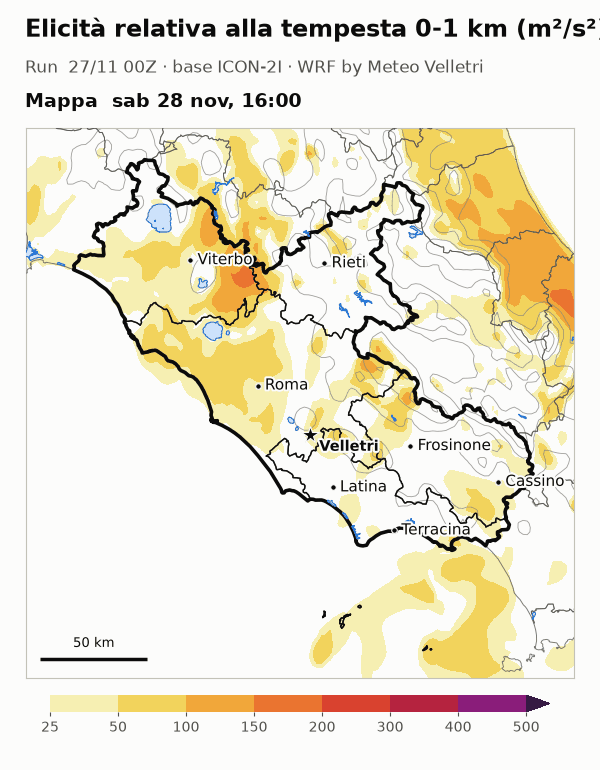 Elicità relativa alla tempesta 0-1 km (m²/s²)
Run  27/11 00Z · base ICON-2I · WRF by Meteo Velletri
Mappa  sab 28 nov, 16:00
Viterbo
Rieti
Roma
Velletri
Frosinone
Cassino
Latina
Terracina
50 km
25 50 100 150 200 300 400 500